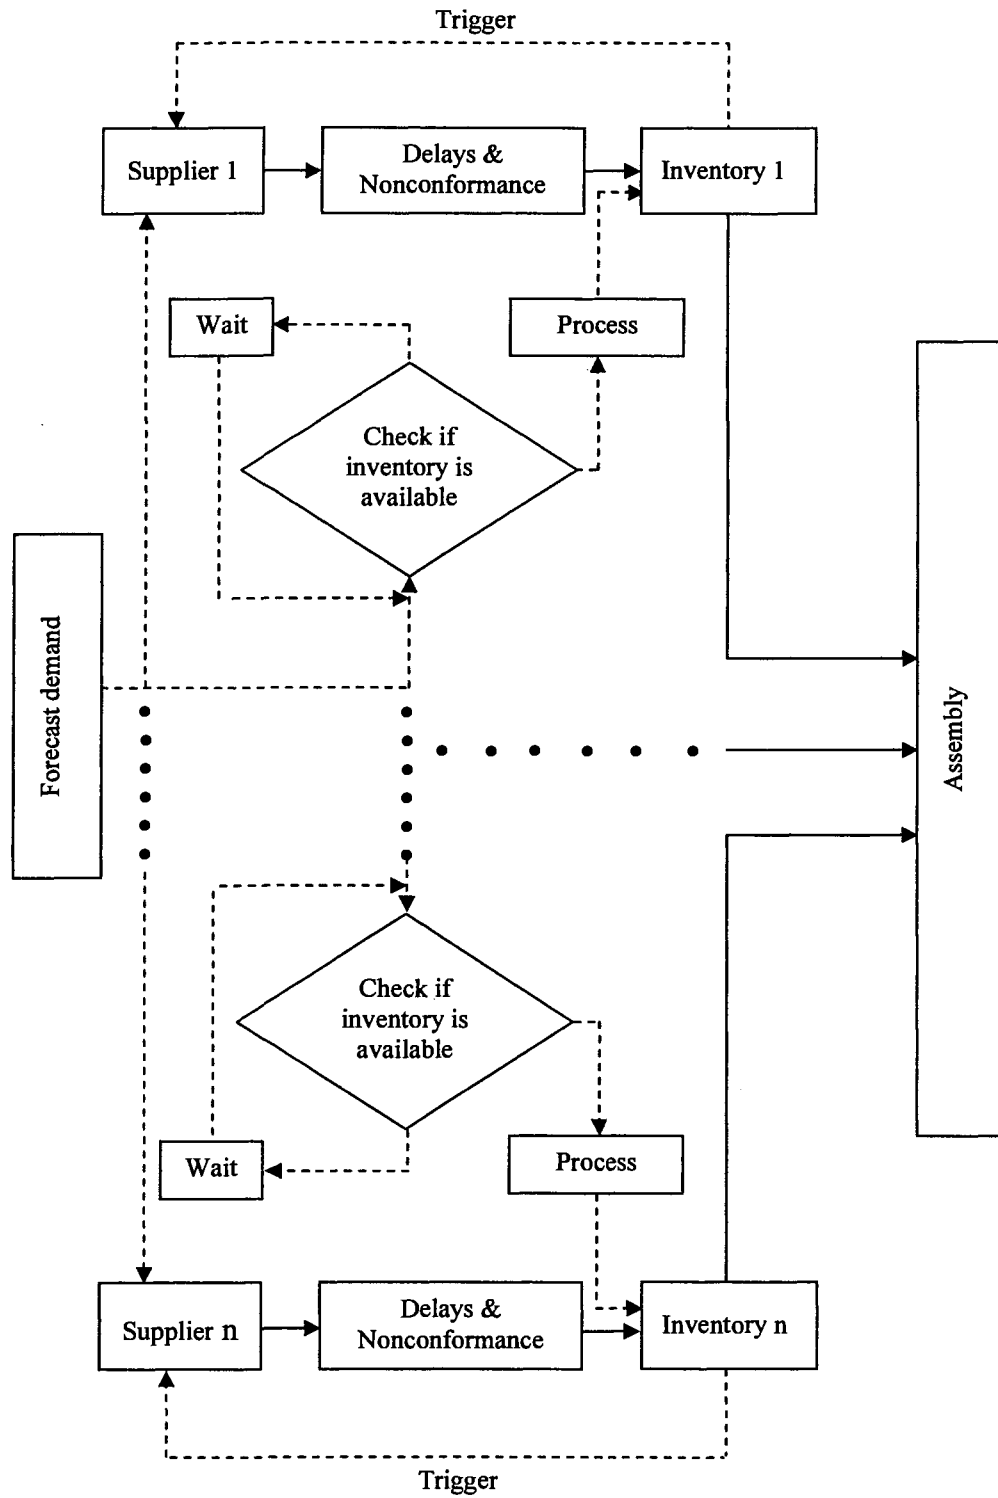 Trigger
Supplier 1
Delays &
Nonconformance
Inventory 1
Wait
Process
Check if
inventory is
available
Forecast demand
Assembly
Check if
inventory is
available
Wait
Process
Supplier n
Delays &
Nonconformance
Inventory n
Trigger